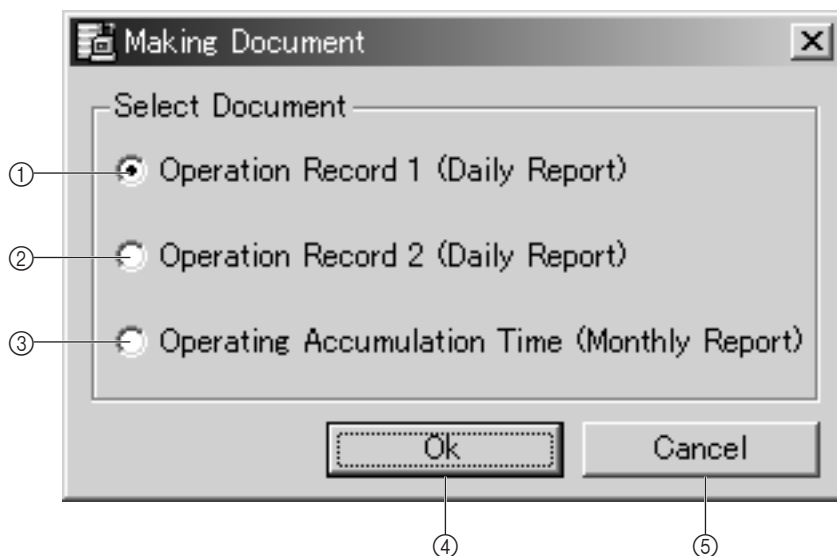 Making Document
Select Document
① Operation Record 1 (Daily Report)
② Operation Record 2 (Daily Report)
③ Operating Accumulation Time (Monthly Report)
Ok Cancel
④ ⑤